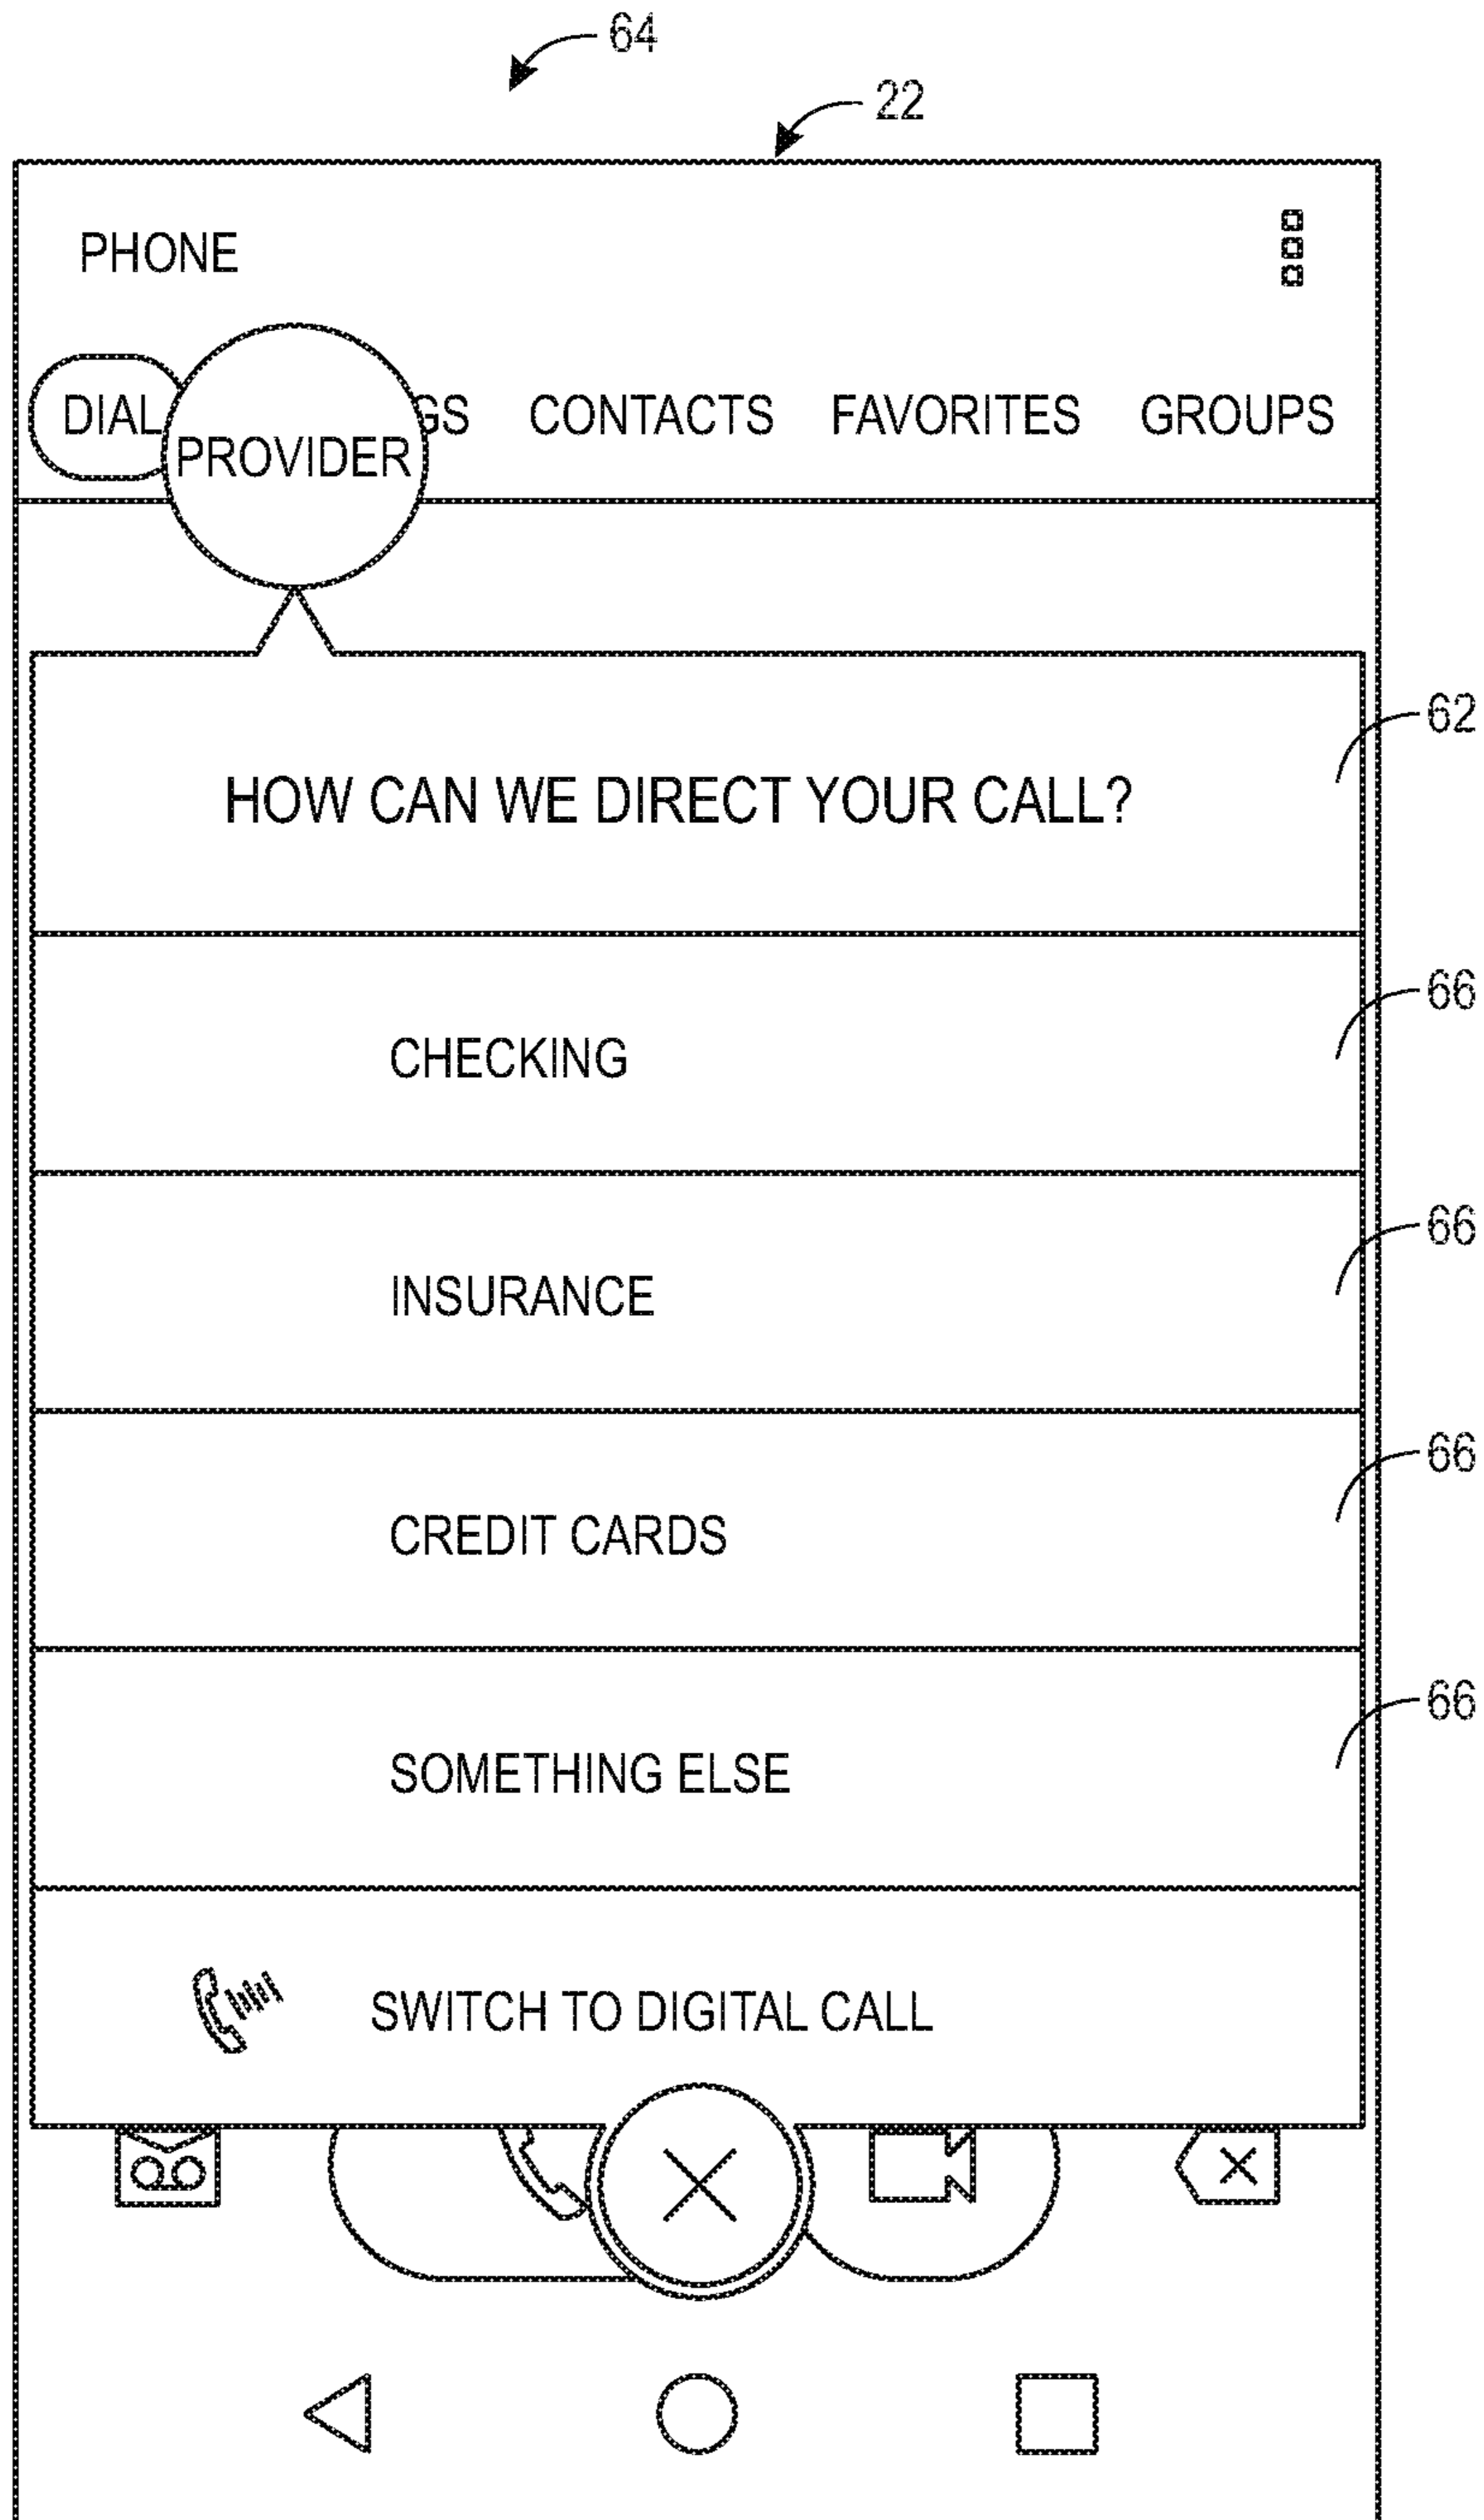 64
22
PHONE
DIAL GS CONTACTS FAVORITES GROUPS
PROVIDER
62
HOW CAN WE DIRECT YOUR CALL?
66
CHECKING
66
INSURANCE
66
CREDIT CARDS
66
SOMETHING ELSE
SWITCH TO DIGITAL CALL